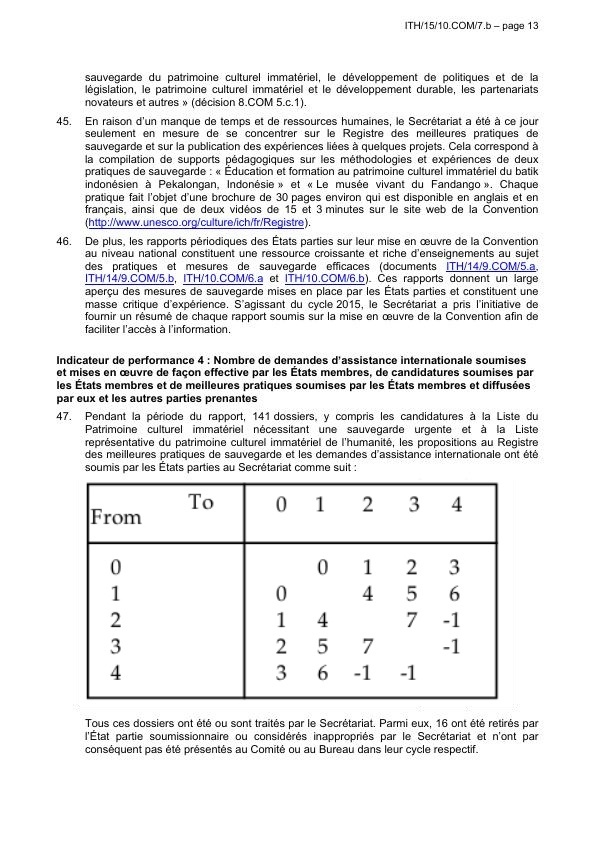 ITH/15/10.COM/7.b – page 13
sauvegarde du patrimoine culturel immatériel, le développement de politiques et de la
législation, le patrimoine culturel immatériel et le développement durable, les partenariats
novateurs et autres » (décision 8.COM 5.c.1).
45. En raison d’un manque de temps et de ressources humaines, le Secrétariat a été à ce jour
seulement en mesure de se concentrer sur le Registre des meilleures pratiques de
sauvegarde et sur la publication des expériences liées à quelques projets. Cela correspond à
la compilation de supports pédagogiques sur les méthodologies et expériences de deux
pratiques de sauvegarde : « Éducation et formation au patrimoine culturel immatériel du batik
indonésien à Pekalongan, Indonésie » et « Le musée vivant du Fandango ». Chaque
pratique fait l’objet d’une brochure de 30 pages environ qui est disponible en anglais et en
français, ainsi que de deux vidéos de 15 et 3 minutes sur le site web de la Convention
(http://www.unesco.org/culture/ich/fr/Registre).
46. De plus, les rapports périodiques des États parties sur leur mise en œuvre de la Convention
au niveau national constituent une ressource croissante et riche d’enseignements au sujet
des pratiques et mesures de sauvegarde efficaces (documents ITH/14/9.COM/5.a,
ITH/14/9.COM/5.b, ITH/10.COM/6.a et ITH/10.COM/6.b). Ces rapports donnent un large
aperçu des mesures de sauvegarde mises en place par les États parties et constituent une
masse critique d’expérience. S’agissant du cycle 2015, le Secrétariat a pris l’initiative de
fournir un résumé de chaque rapport soumis sur la mise en œuvre de la Convention afin de
faciliter l’accès à l’information.
Indicateur de performance 4 : Nombre de demandes d’assistance internationale soumises
et mises en œuvre de façon effective par les États membres, de candidatures soumises par
les États membres et de meilleures pratiques soumises par les États membres et diffusées
par eux et les autres parties prenantes
47. Pendant la période du rapport, 141 dossiers, y compris les candidatures à la Liste du
Patrimoine culturel immatériel nécessitant une sauvegarde urgente et à la Liste
représentative du patrimoine culturel immatériel de l’humanité, les propositions au Registre
des meilleures pratiques de sauvegarde et les demandes d’assistance internationale ont été
soumis par les États parties au Secrétariat comme suit :
From To 0 1 2 3 4
0 0 1 2 3
1 0 4 5 6
2 1 4 7 -1
3 2 5 7 -1
4 3 6 -1 -1
Tous ces dossiers ont été ou sont traités par le Secrétariat. Parmi eux, 16 ont été retirés par
l’État partie soumissionnaire ou considérés inappropriés par le Secrétariat et n’ont par
conséquent pas été présentés au Comité ou au Bureau dans leur cycle respectif.